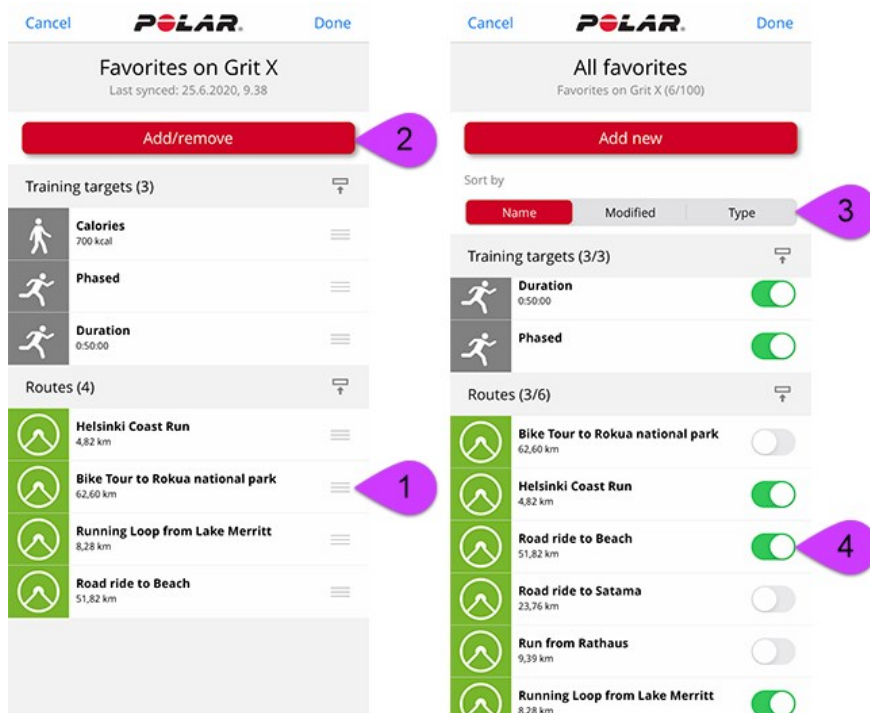 Cancel
POLAR.
Done
Favorites on Grit X
Last synced: 25.6.2020, 9.38
Add/remove
2
Training targets (3)
Calories
700 kcal
Phased
Duration
0:50:00
Routes (4)
Helsinki Coast Run
4,82 km
Bike Tour to Rokua national park
62,60 km
1
Running Loop from Lake Merritt
8,28 km
Road ride to Beach
51,82 km
Cancel
POLAR.
Done
All favorites
Favorites on Grit X (6/100)
Add new
Sort by
Name Modified Type
3
Training targets (3/3)
Duration
0:50:00
Phased
Routes (3/6)
Bike Tour to Rokua national park
62,60 km
Helsinki Coast Run
4,82 km
Road ride to Beach
51,82 km
4
Road ride to Satama
23,76 km
Run from Rathaus
9,39 km
Running Loop from Lake Merritt
8,28 km